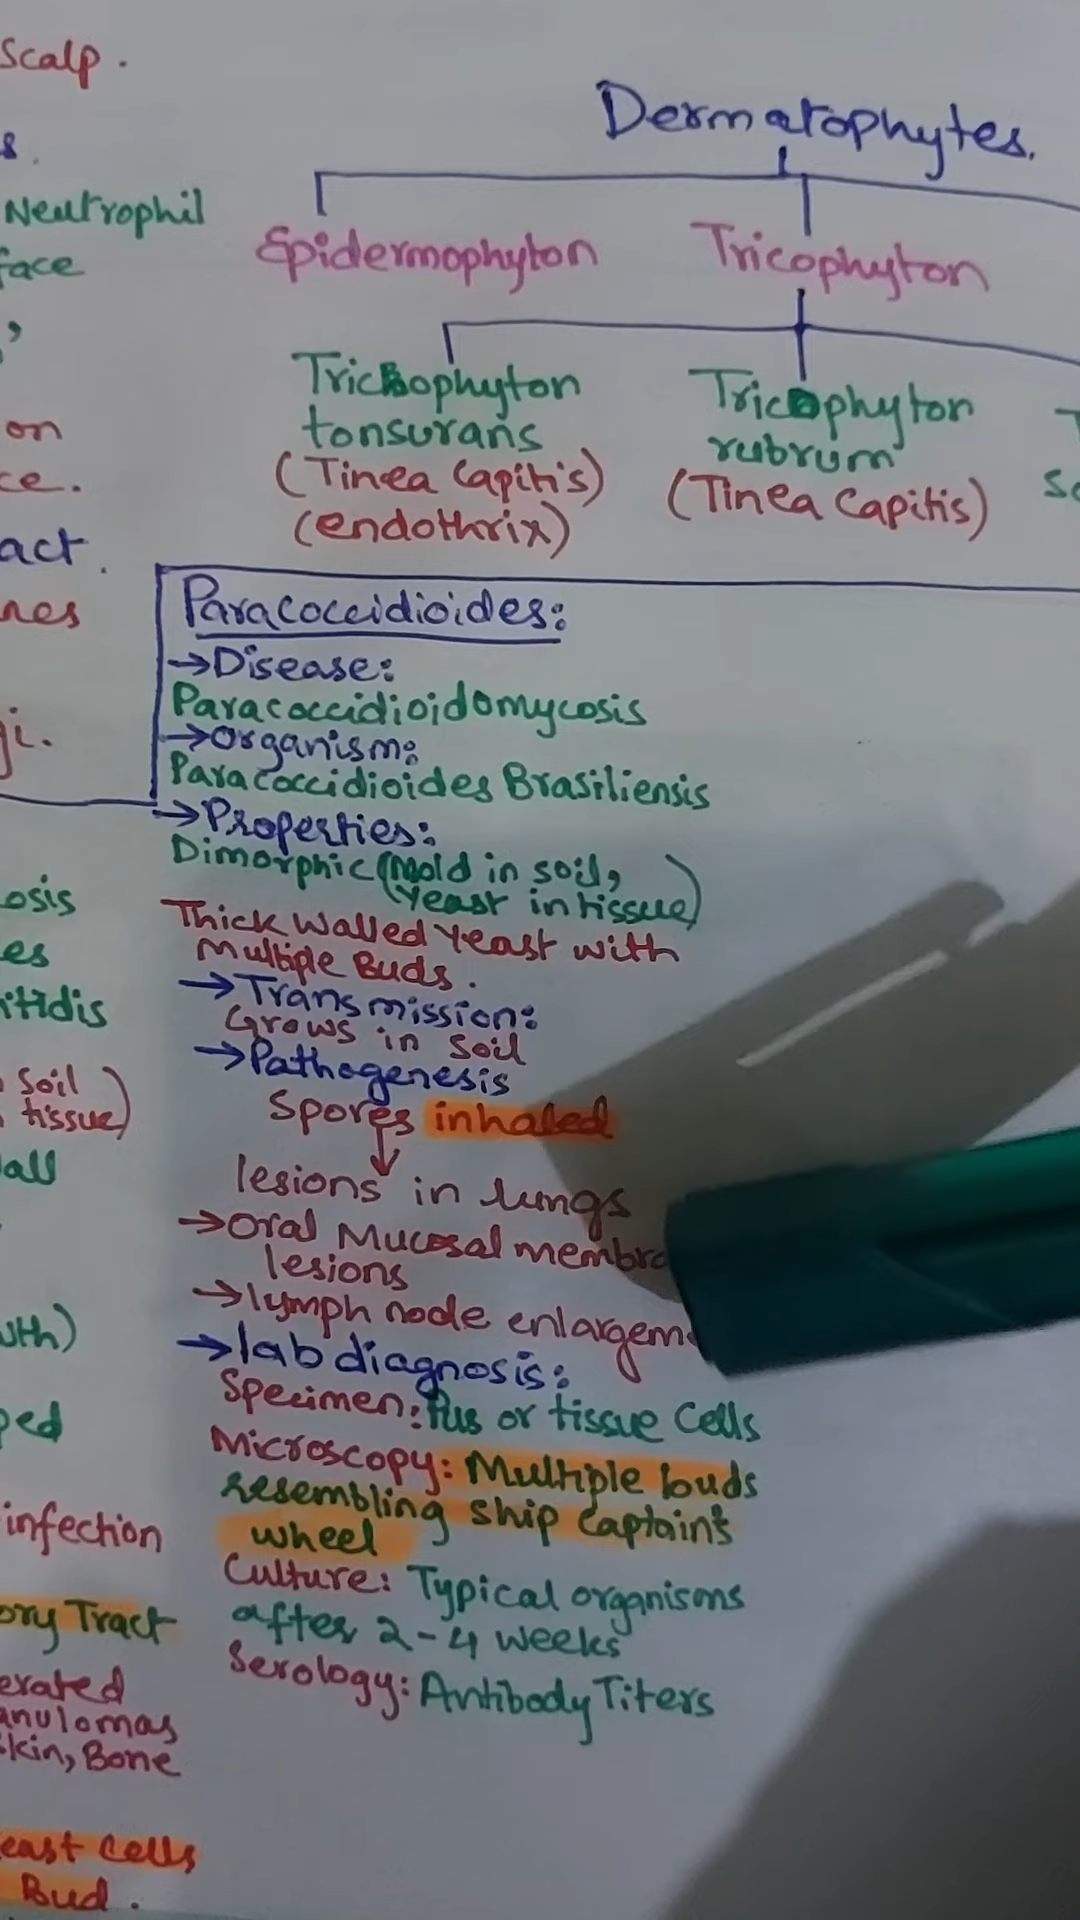 Scalp.
s.
Neutrophil
face
on
ce.
act.
nes
gi.
osis
es
itidis
soil
tissue)
all
uth)
ped
infection
ory Tract
erated
anulomas
kin, Bone
east cells
Bud.
Dermatophytes.
Epidermophyton
Tricophyton
Trichophyton
tonsurans
(Tinea Capitis)
(endothrix)
Tricophyton
rubrum
(Tinea Capitis)
Paracoccidioides:
→Disease:
Paracoccidioidomycosis
→Organism:
Paracoccidioides Brasiliensis
→Properties:
Dimorphic (Mold in soil,
Yeast in tissue)
Thick Walled Yeast with
Multiple Buds.
→Transmission:
Grows in soil
→Pathogenesis
Spores inhaled
↓
lesions in lungs
→Oral Mucosal membra
lesions
→lymph node enlargem
→lab diagnosis:
Specimen: Pus or tissue Cells
Microscopy: Multiple buds
resembling ship Captain's
wheel
Culture: Typical organisms
after 2-4 weeks
Serology: Antibody Titers